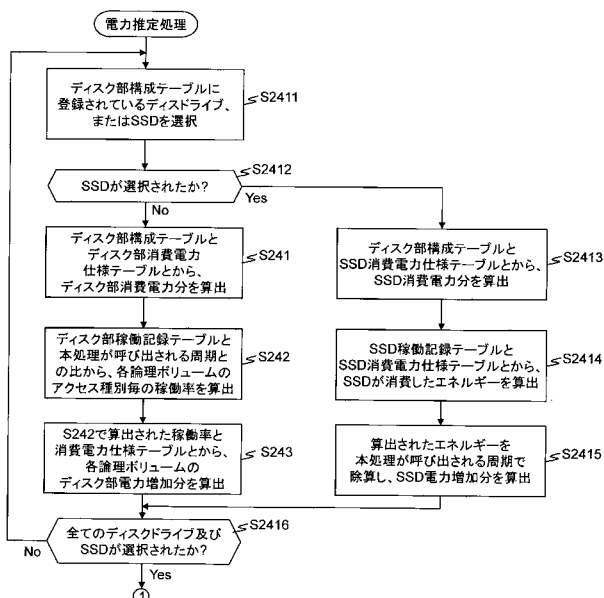 電力推定処理
ディスク部構成テーブルに
登録されているディスドライブ、
またはSSDを選択
S2411
SSDが選択されたか?
S2412
No
Yes
ディスク部構成テーブルと
ディスク部消費電力
仕様テーブルとから、
ディスク部消費電力分を算出
S241
ディスク部構成テーブルと
SSD消費電力仕様テーブルとから、
SSD消費電力分を算出
S2413
ディスク部稼働記録テーブルと
本処理が呼び出される周期と
の比から、各論理ボリュームの
アクセス種別毎の稼働率を算出
S242
SSD稼働記録テーブルと
SSD消費電力仕様テーブルとから、
SSDが消費したエネルギーを算出
S2414
S242で算出された稼働率と
消費電力仕様テーブルとから、
各論理ボリュームの
ディスク部電力増加分を算出
S243
算出されたエネルギーを
本処理が呼び出される周期で
除算し、SSD電力増加分を算出
S2415
全てのディスクドライブ及び
SSDが選択されたか?
S2416
No
Yes
1